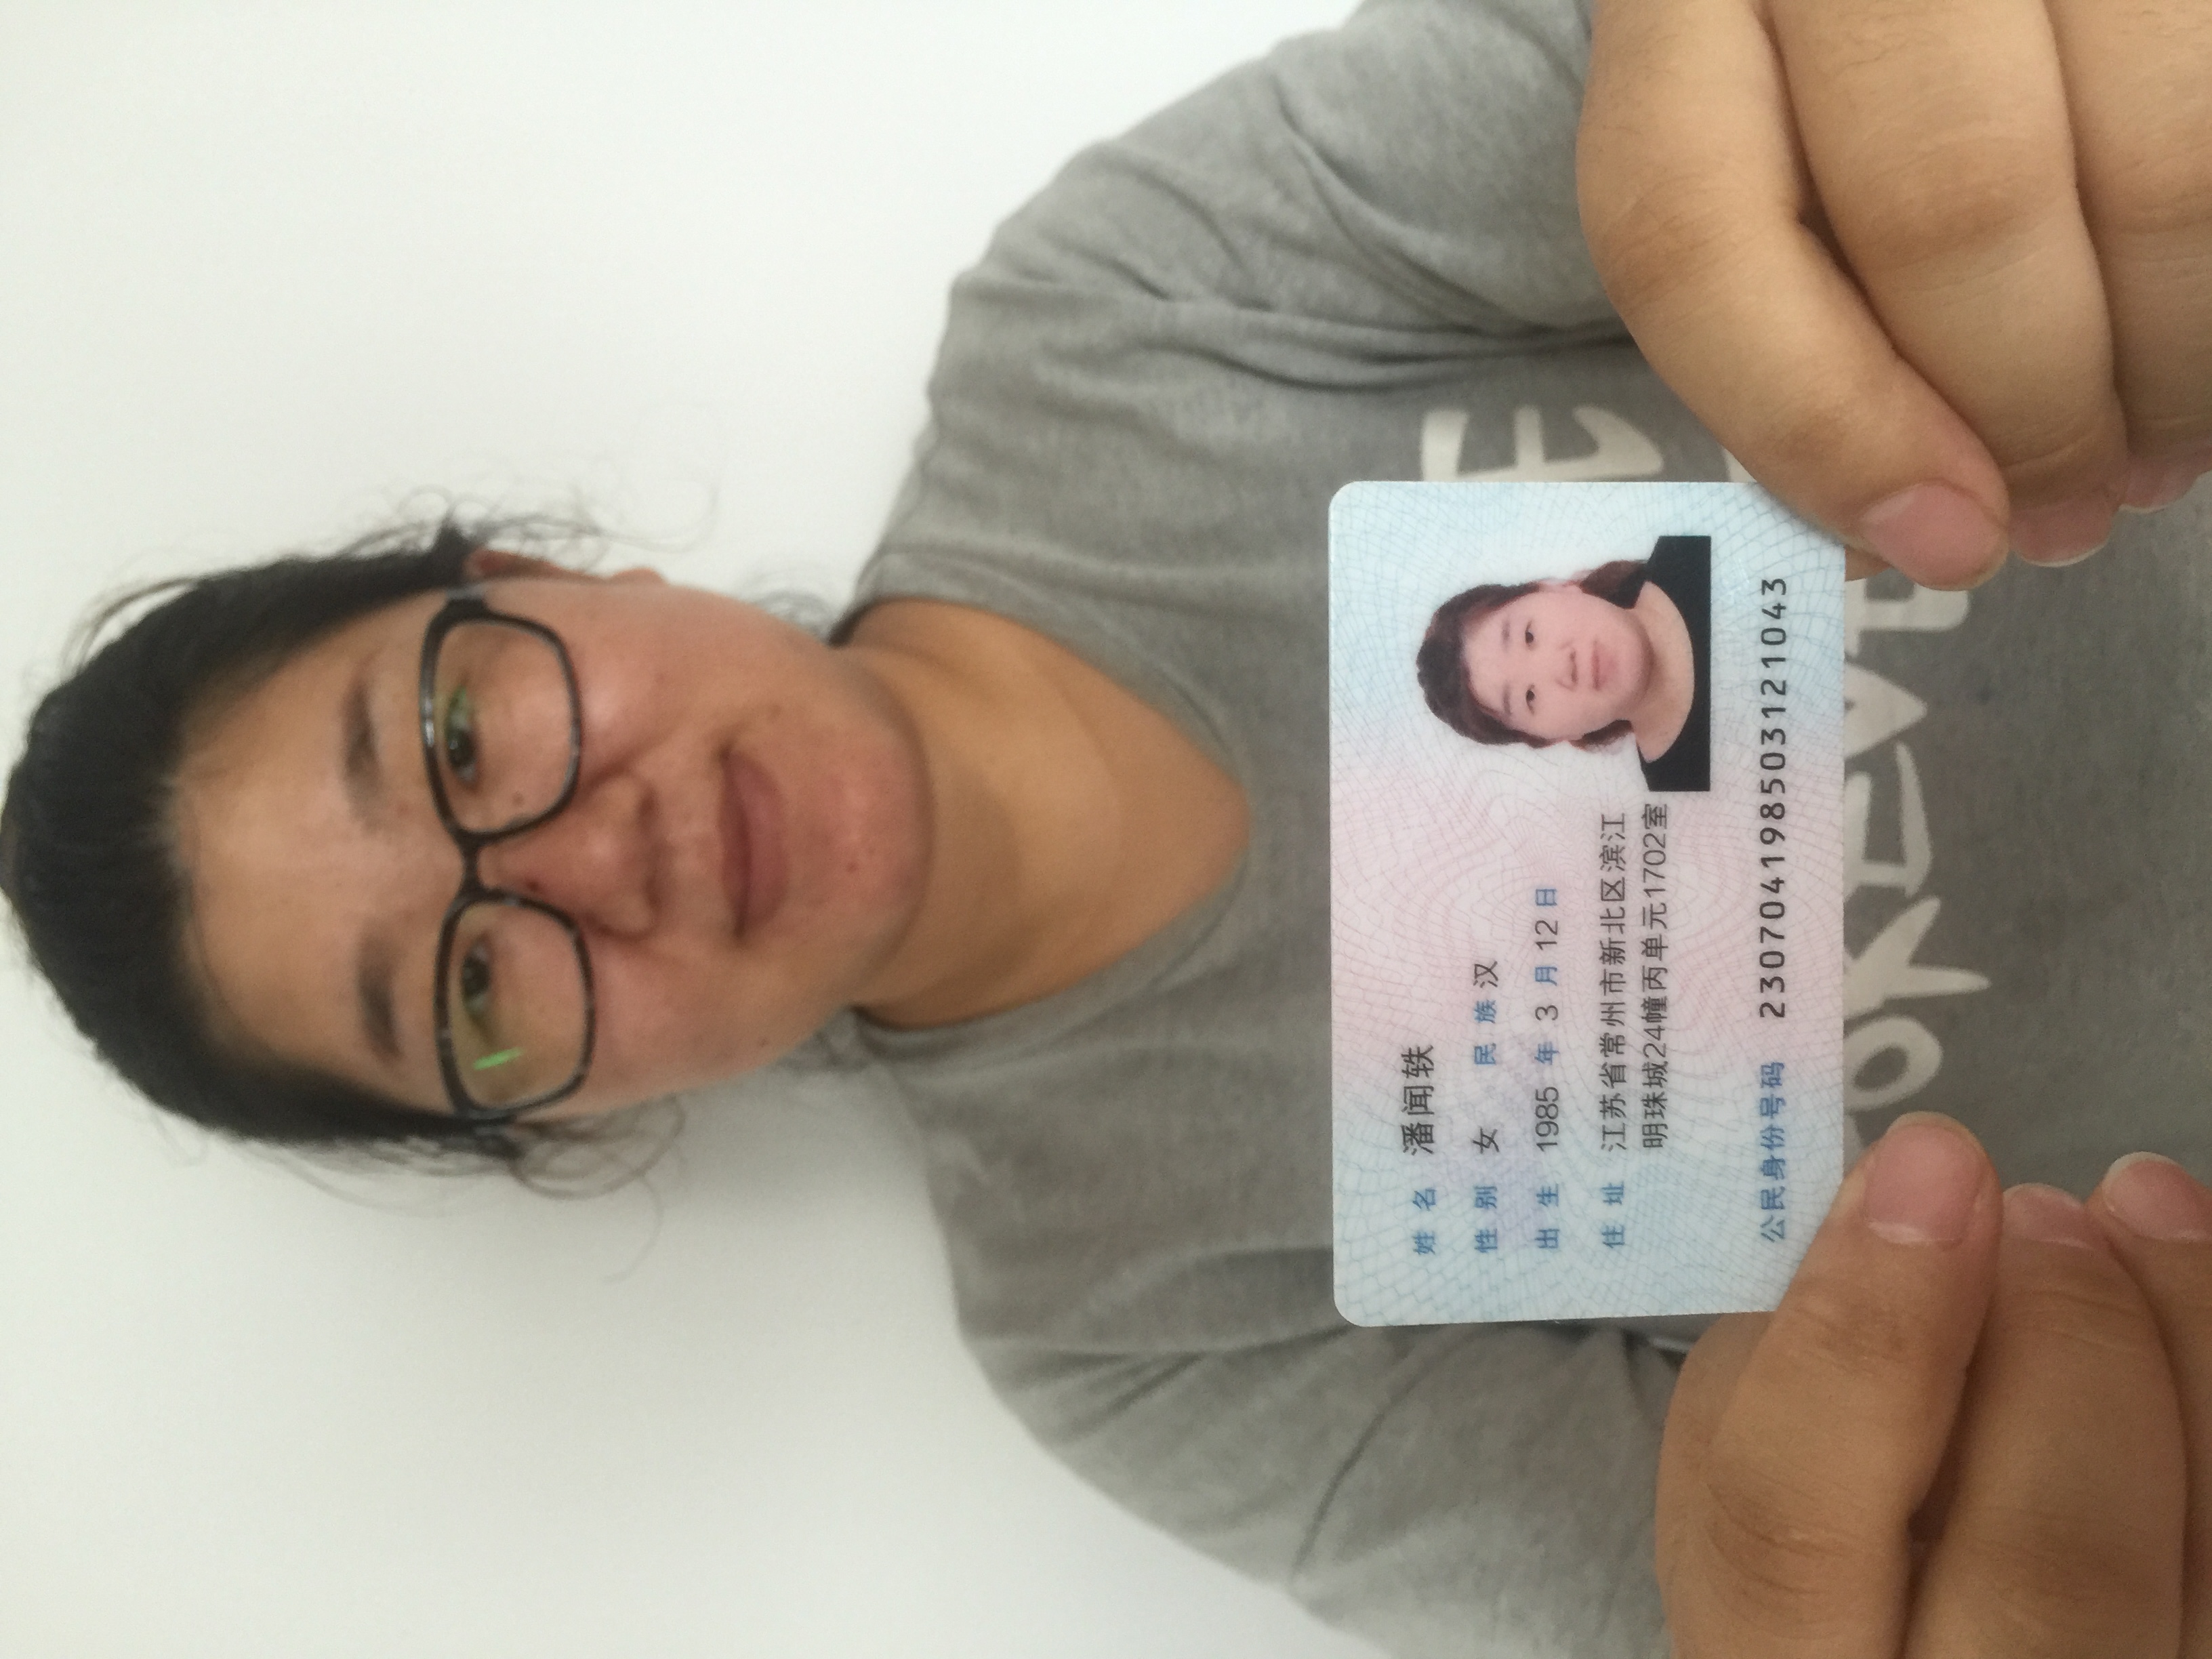 姓名 潘闻轶
性别 女 民族 汉
出生 1985 年 3 月 12 日
住址 江苏省常州市新北区滨江
明珠城24幢丙单元1702室
公民身份号码 230704198503121043